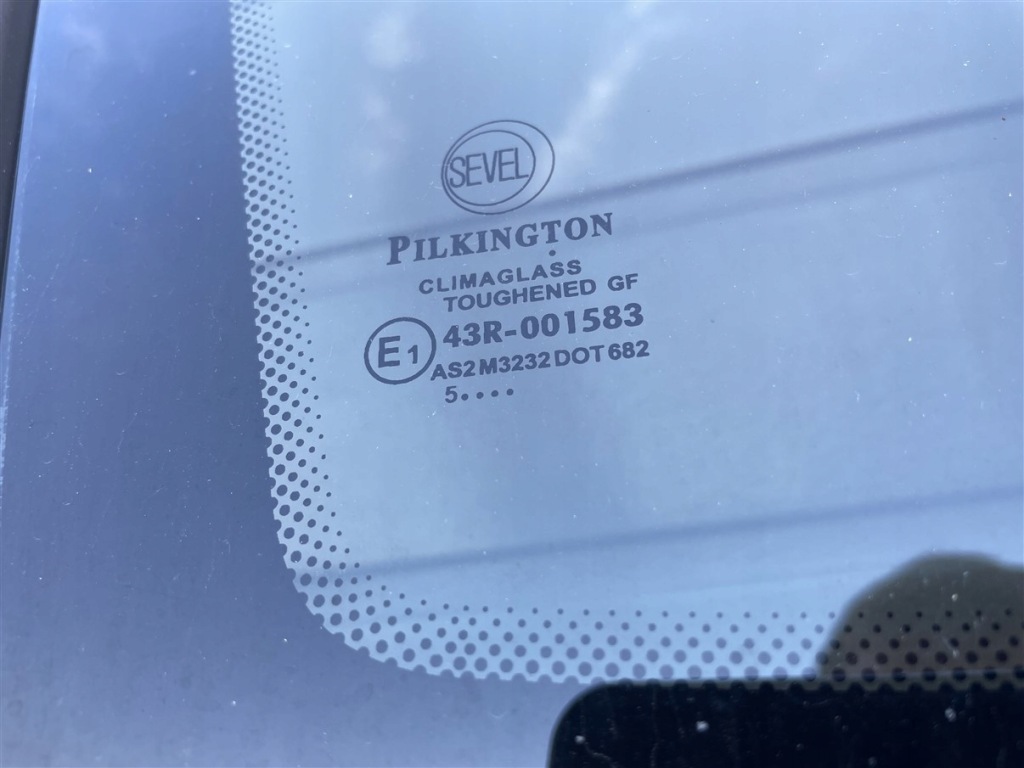 SEVEL
PILKINGTON
CLIMAGLASS
TOUGHENED GF
E1 43R-001583
AS2 M3232 DOT 682
5....